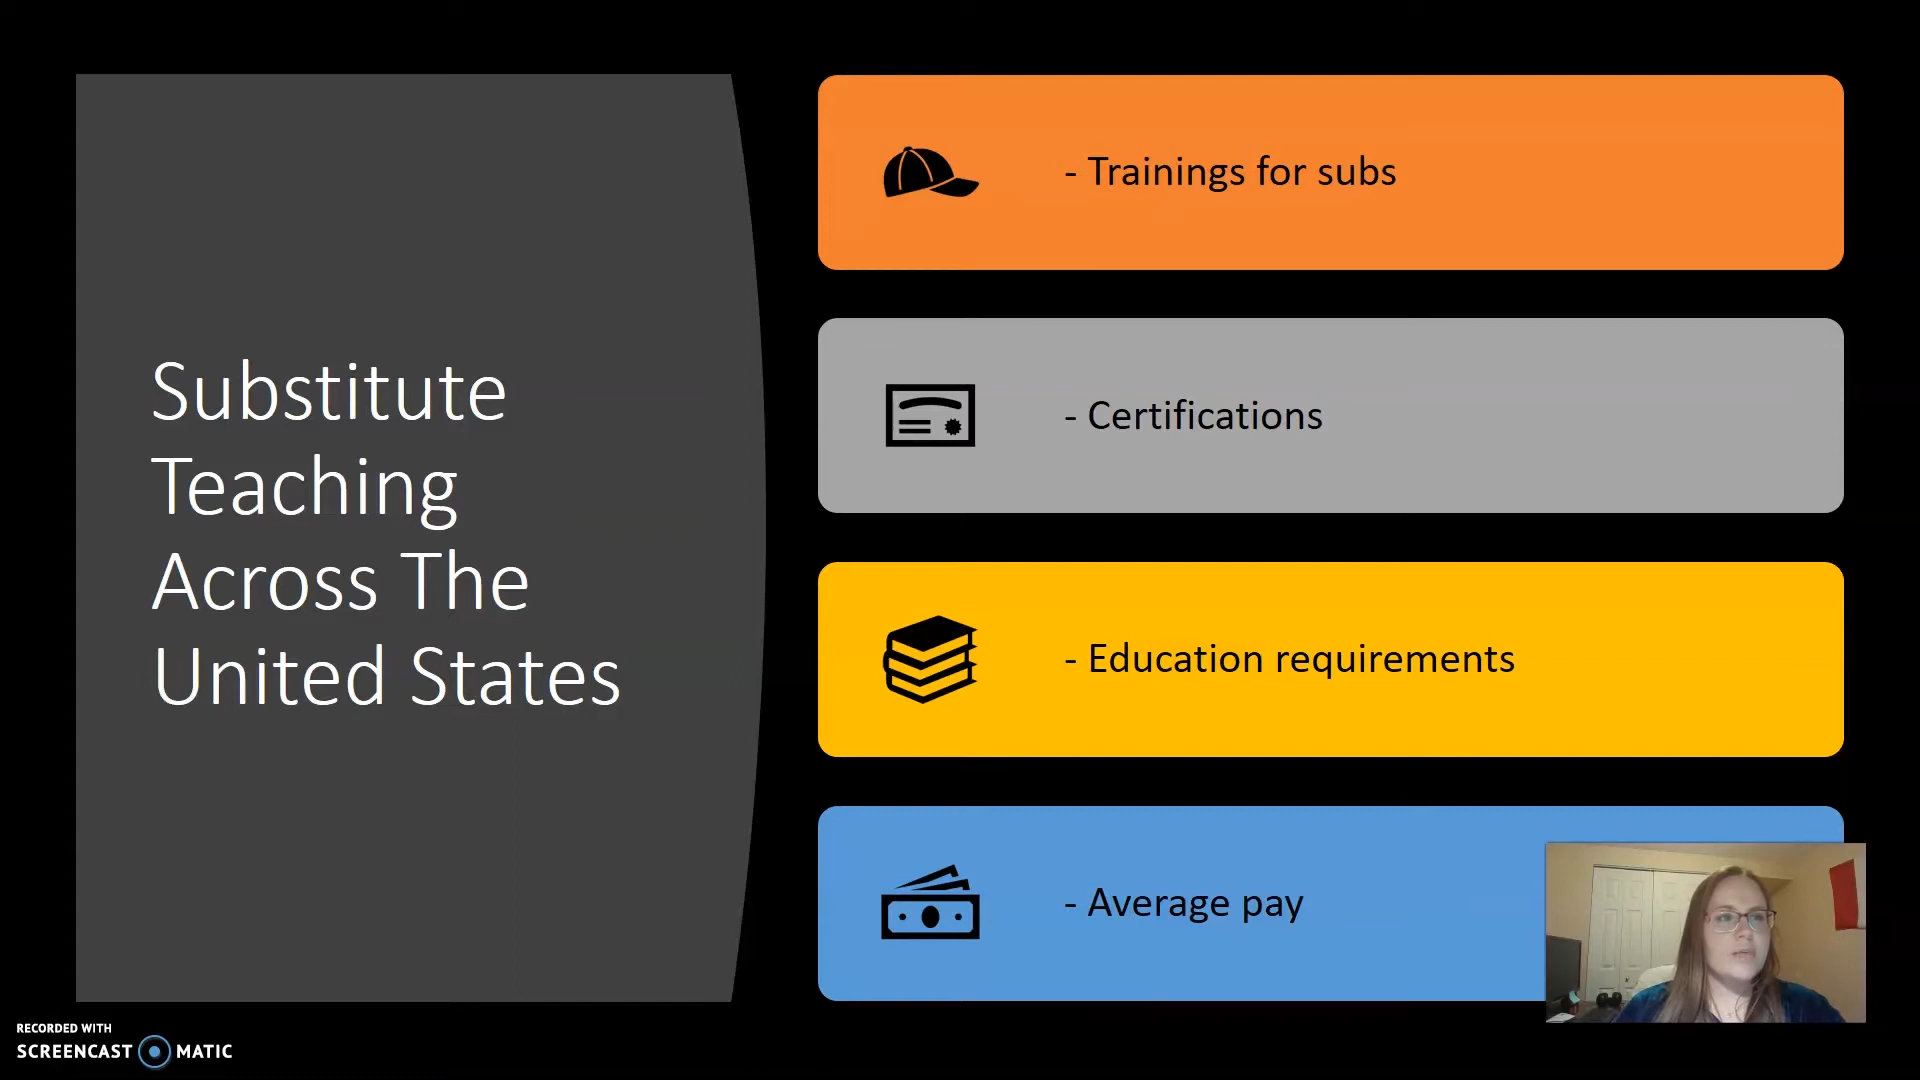 Substitute
Teaching
Across The
United States
- Trainings for subs
- Certifications
- Education requirements
- Average pay
RECORDED WITH
SCREENCAST MATIC